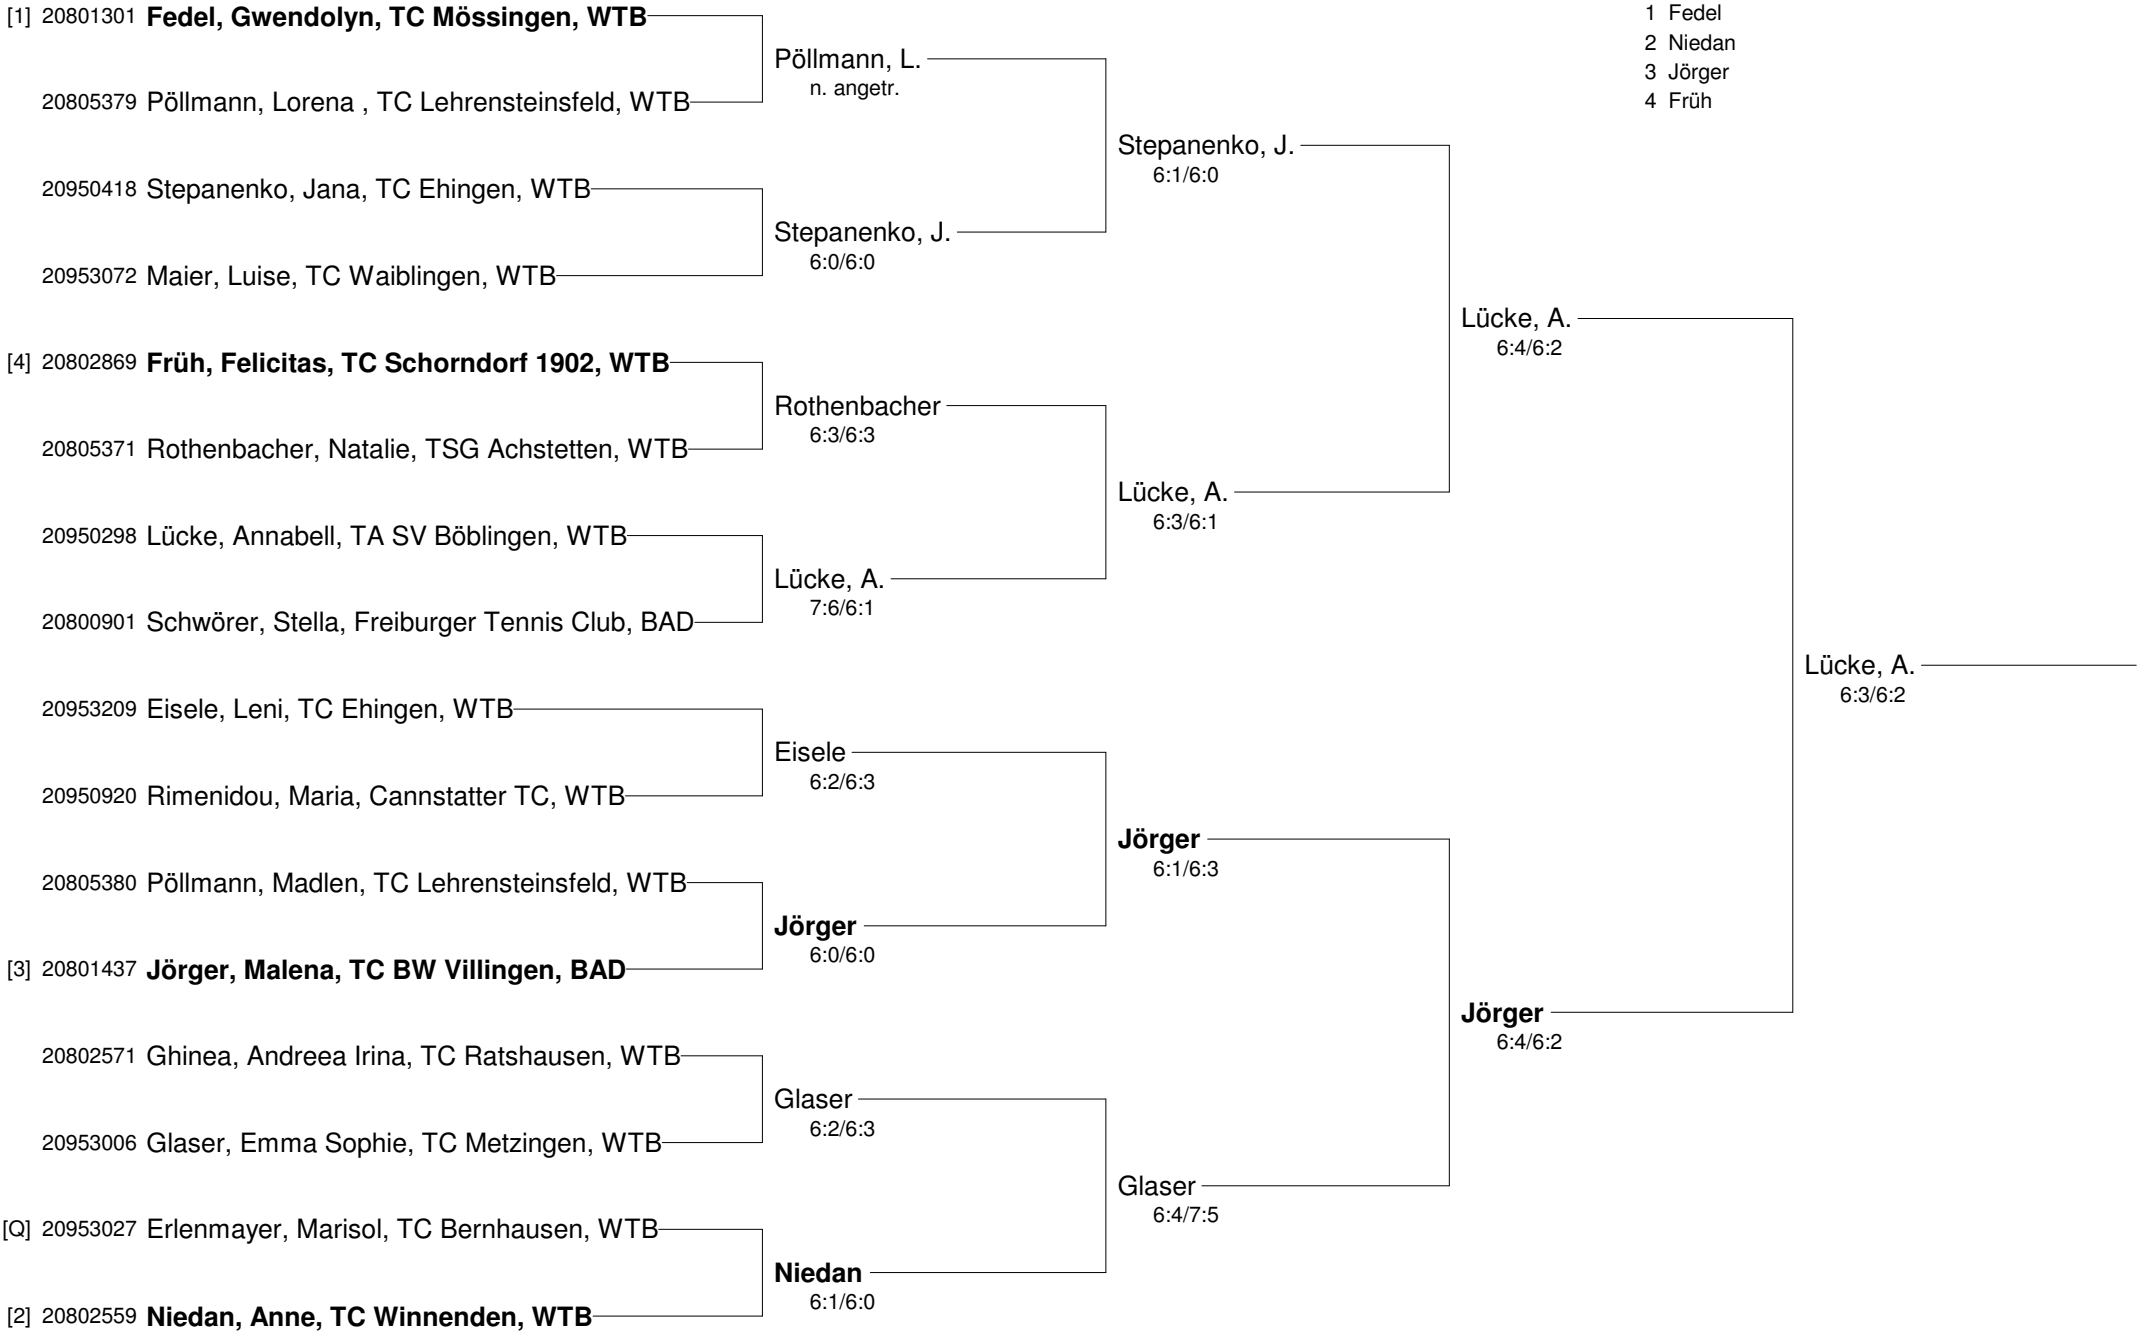 [1] 20801301 Fedel, Gwendolyn, TC Mössingen, WTB
20805379 Pöllmann, Lorena , TC Lehrensteinsfeld, WTB
20950418 Stepanenko, Jana, TC Ehingen, WTB
20953072 Maier, Luise, TC Waiblingen, WTB
[4] 20802869 Früh, Felicitas, TC Schorndorf 1902, WTB
20805371 Rothenbacher, Natalie, TSG Achstetten, WTB
20950298 Lücke, Annabell, TA SV Böblingen, WTB
20800901 Schwörer, Stella, Freiburger Tennis Club, BAD
20953209 Eisele, Leni, TC Ehingen, WTB
20950920 Rimenidou, Maria, Cannstatter TC, WTB
20805380 Pöllmann, Madlen, TC Lehrensteinsfeld, WTB
[3] 20801437 Jörger, Malena, TC BW Villingen, BAD
20802571 Ghinea, Andreea Irina, TC Ratshausen, WTB
20953006 Glaser, Emma Sophie, TC Metzingen, WTB
[Q] 20953027 Erlenmayer, Marisol, TC Bernhausen, WTB
[2] 20802559 Niedan, Anne, TC Winnenden, WTB
Pöllmann, L.
n. angetr.
Stepanenko, J.
6:0/6:0
Rothenbacher
6:3/6:3
Lücke, A.
7:6/6:1
Eisele
6:2/6:3
Jörger
6:0/6:0
Glaser
6:2/6:3
Niedan
6:1/6:0
Stepanenko, J.
6:1/6:0
Lücke, A.
6:3/6:1
Jörger
6:1/6:3
Glaser
6:4/7:5
Lücke, A.
6:4/6:2
Jörger
6:4/6:2
Lücke, A.
6:3/6:2
1 Fedel
2 Niedan
3 Jörger
4 Früh